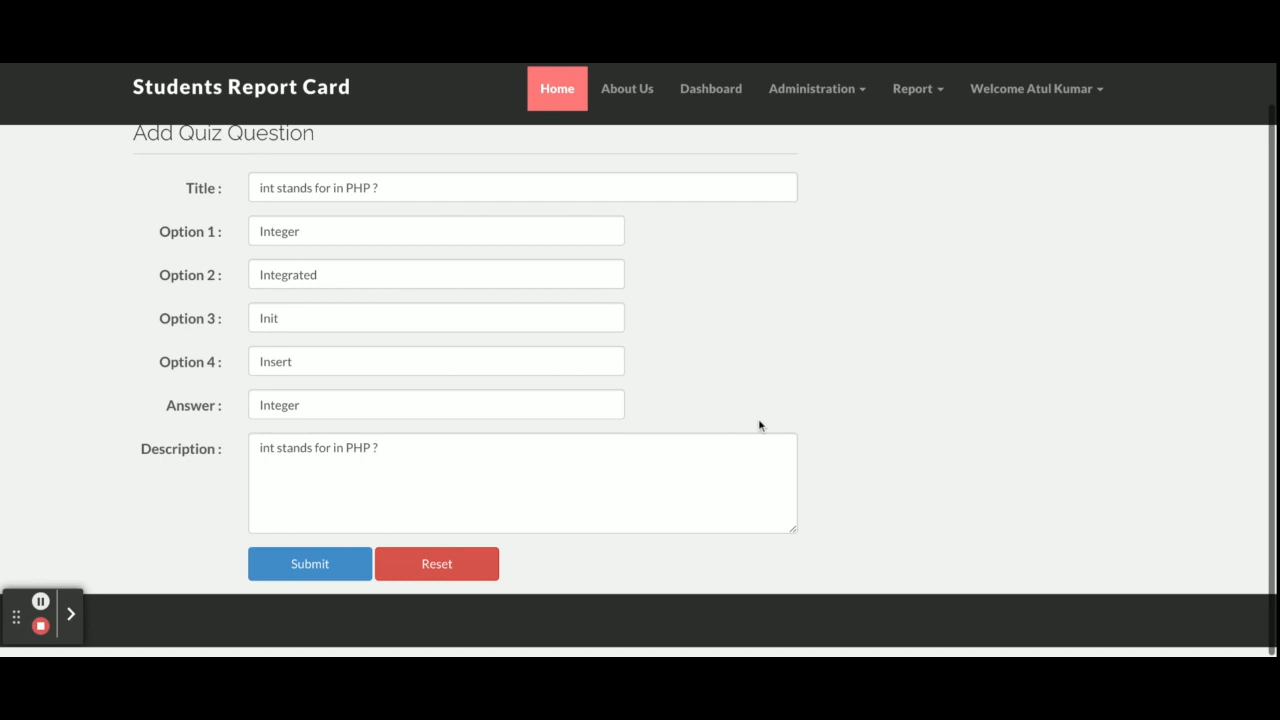 Students Report Card
Home About Us Dashboard Administration Report Welcome Atul Kumar
Add Quiz Question
Title : int stands for in PHP ?
Option 1 : Integer
Option 2 : Integrated
Option 3 : Init
Option 4 : Insert
Answer : Integer
Description : int stands for in PHP ?
Submit Reset